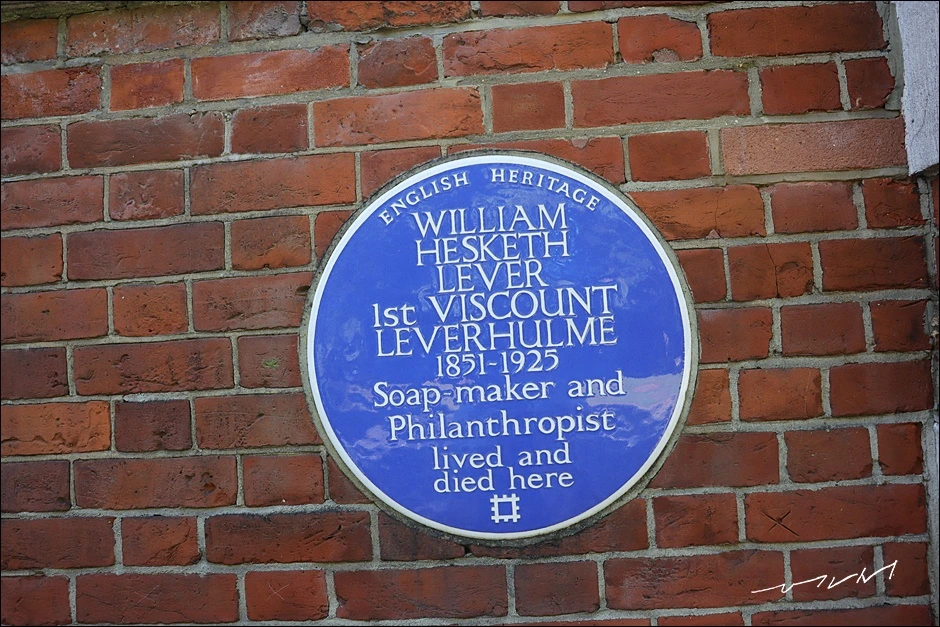 ENGLISH HERITAGE
WILLIAM
HESKETH
LEVER
1st VISCOUNT
LEVERHULME
1851-1925
Soap-maker and
Philanthropist
lived and
died here